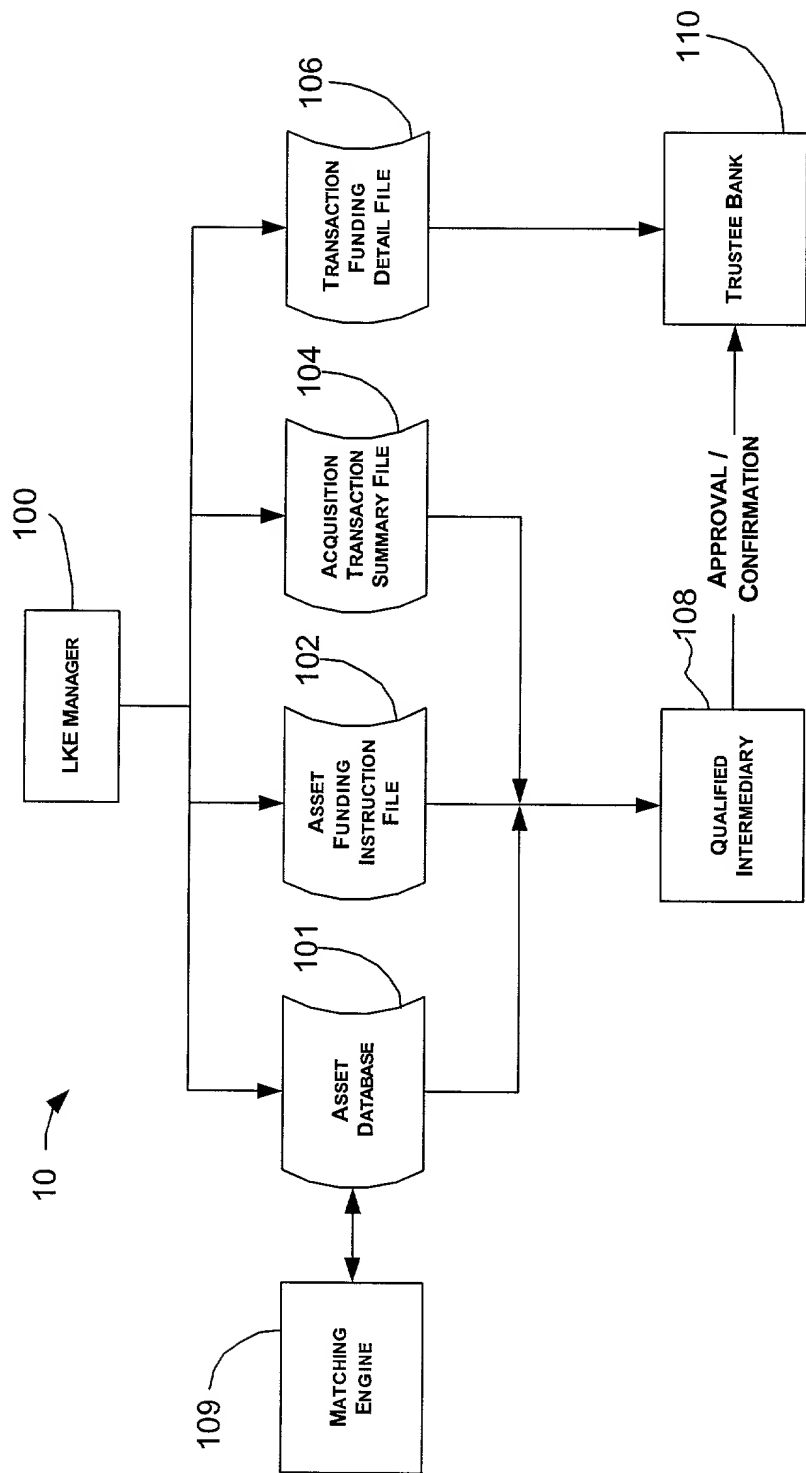 10
LKE MANAGER
100
MATCHING
ENGINE
109
ASSET
DATABASE
101
ASSET
FUNDING
INSTRUCTION
FILE
102
ACQUISITION
TRANSACTION
SUMMARY FILE
104
TRANSACTION
FUNDING
DETAIL FILE
106
QUALIFIED
INTERMEDIARY
108
APPROVAL /
CONFIRMATION
TRUSTEE BANK
110